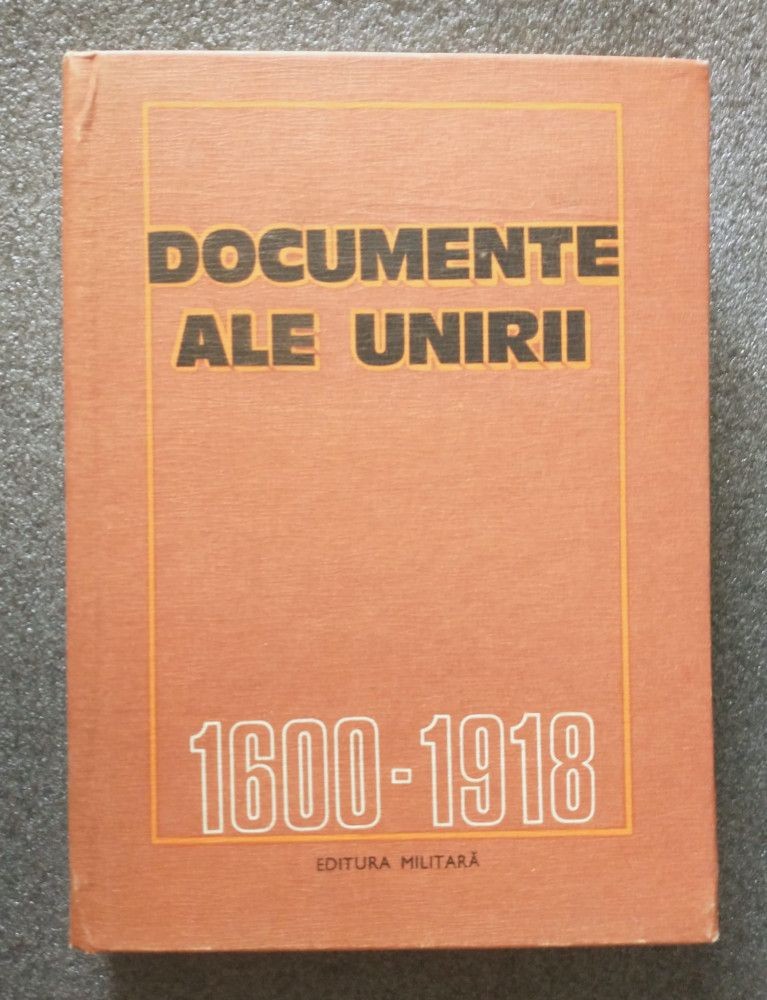 DOCUMENTE
ALE UNIRII
1600-1918
EDITURA MILITARĂ